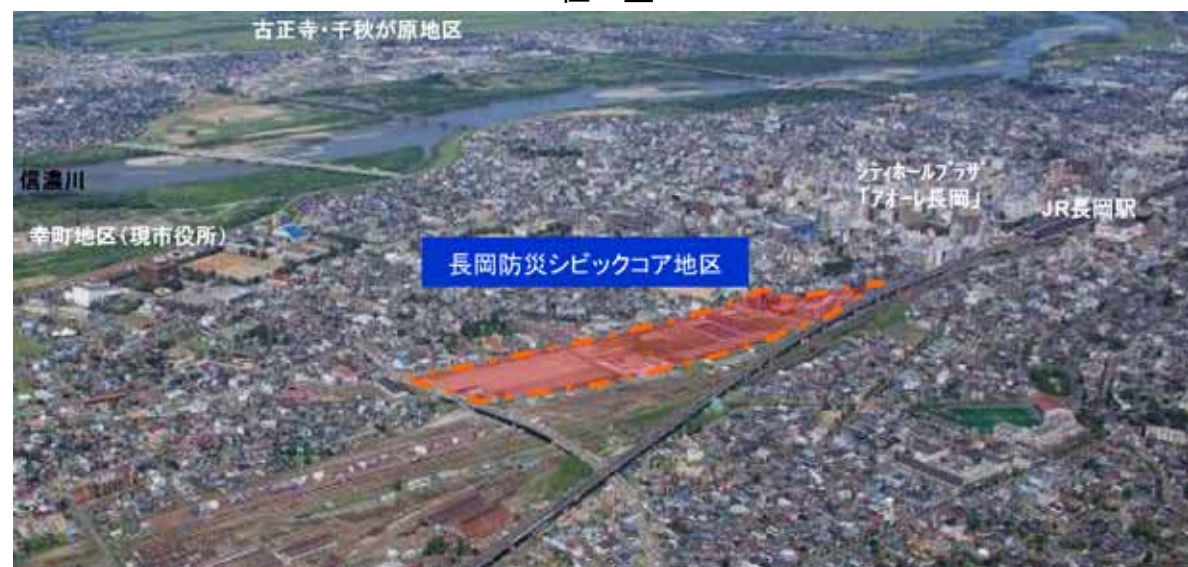 古正寺・千秋が原地区
信濃川
幸町地区(現市役所)
シティホールプラザ
「アオーレ長岡」
JR長岡駅
長岡防災シビックコア地区